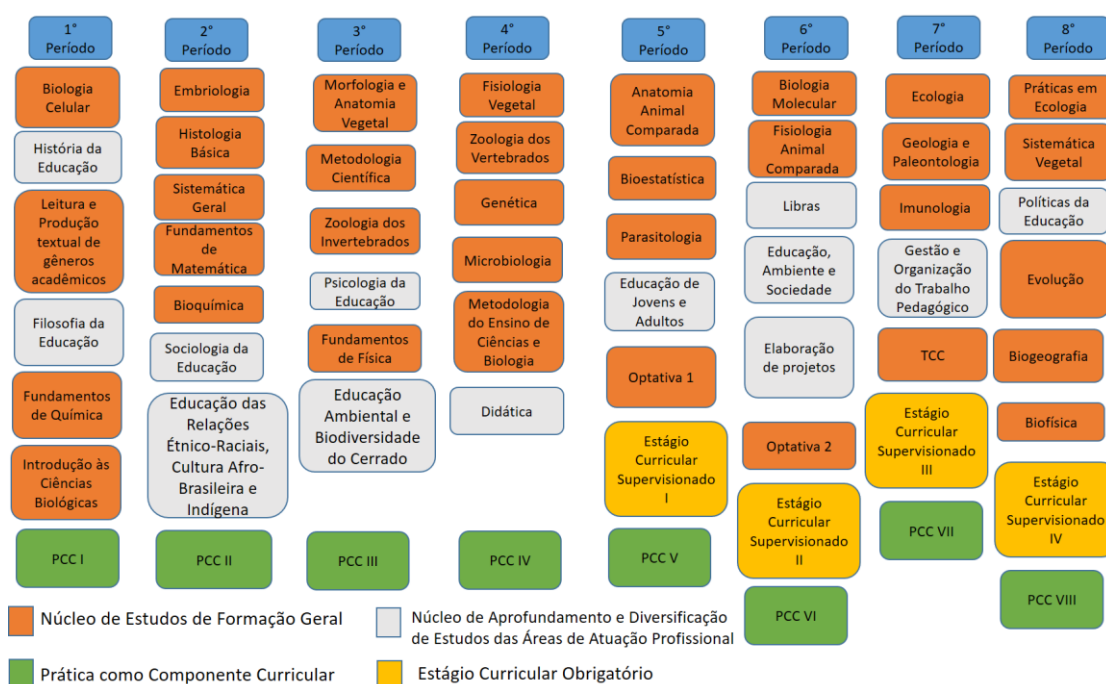 1°
Período
Biologia
Celular
História da
Educação
Leitura e
Produção
textual de
gêneros
acadêmicos
Filosofia da
Educação
Fundamentos
de Química
Introdução às
Ciências
Biológicas
PCC I
2°
Período
Embriologia
Histologia
Básica
Sistemática
Geral
Fundamentos
de
Matemática
Bioquímica
Sociologia da
Educação
Educação das
Relações
Étnico-Raciais,
Cultura Afro-
Brasileira e
Indígena
PCC II
3°
Período
Morfologia e
Anatomia
Vegetal
Metodologia
Científica
Zoologia dos
Invertebrados
Psicologia da
Educação
Fundamentos
de Física
Educação
Ambiental e
Biodiversidade
do Cerrado
PCC III
4°
Período
Fisiologia
Vegetal
Zoologia dos
Vertebrados
Genética
Microbiologia
Metodologia
do Ensino de
Ciências e
Biologia
Didática
PCC IV
5°
Período
Anatomia
Animal
Comparada
Bioestatística
Parasitologia
Educação de
Jovens e
Adultos
Optativa 1
Estágio
Curricular
Supervisionado
I
PCC V
6°
Período
Biologia
Molecular
Fisiologia
Animal
Comparada
Libras
Educação,
Ambiente e
Sociedade
Elaboração
de projetos
Optativa 2
Estágio
Curricular
Supervisionado
II
PCC VI
7°
Período
Ecologia
Geologia e
Paleontologia
Imunologia
Gestão e
Organização
do Trabalho
Pedagógico
TCC
Estágio
Curricular
Supervisionado
III
PCC VII
8°
Período
Práticas em
Ecologia
Sistemática
Vegetal
Políticas da
Educação
Evolução
Biogeografia
Biofísica
Estágio
Curricular
Supervisionado
IV
PCC VIII
Núcleo de Estudos de Formação Geral
Núcleo de Aprofundamento e Diversificação
de Estudos das Áreas de Atuação Profissional
Prática como Componente Curricular
Estágio Curricular Obrigatório